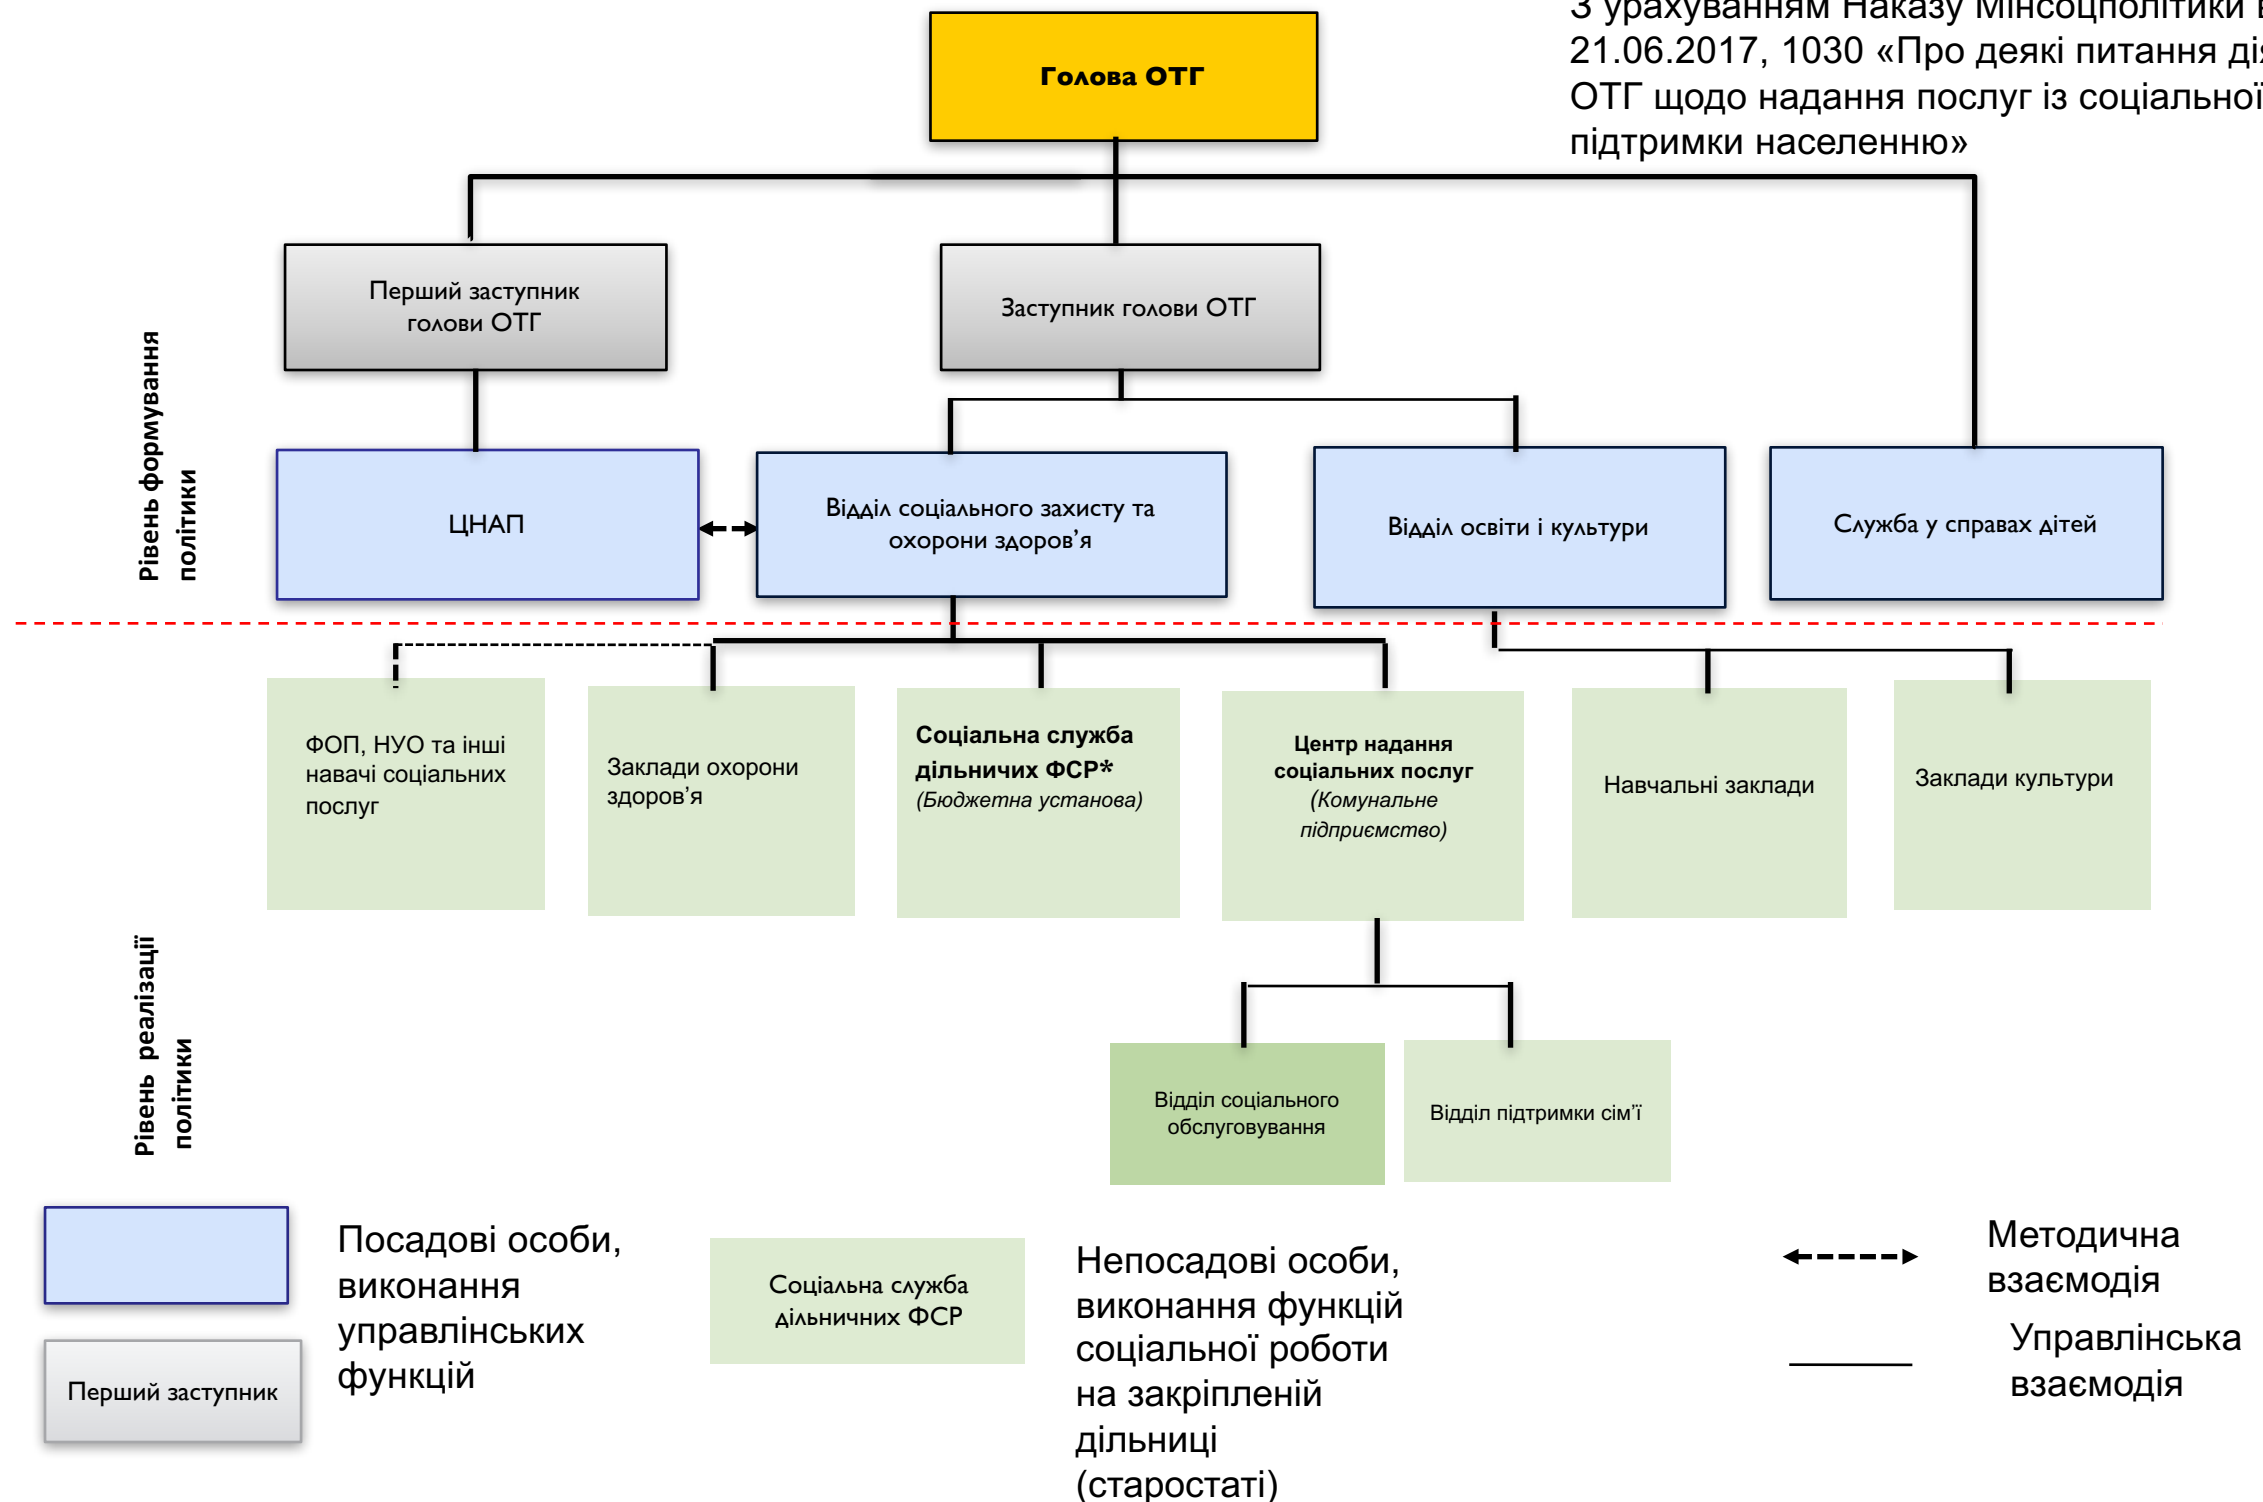 З урахуванням Наказу Мінсоцполітики
21.06.2017, 1030 «Про деякі питання
ОТГ щодо надання послуг із соціальної
підтримки населенню»
Голова ОТГ
Перший заступник
голови ОТГ
Заступник голови ОТГ
Рівень формування
політики
ЦНАП
Відділ соціального захисту та
охорони здоров’я
Відділ освіти і культури
Служба у справах дітей
ФОП, НУО та інші
навачі соціальних
послуг
Заклади охорони
здоров’я
Соціальна служба
дільничих ФСР*
(Бюджетна установа)
Центр надання
соціальних послуг
(Комунальне
підприємство)
Навчальні заклади
Заклади культури
Рівень реалізації
політики
Відділ соціального
обслуговування
Відділ підтримки сім’ї
Посадові особи,
виконання
управлінських
функцій
Перший заступник
Соціальна служба
дільничних ФСР
Непосадові особи,
виконання функцій
соціальної роботи
на закріпленій
дільниці
(старостаті)
Методична
взаємодія
Управлінська
взаємодія